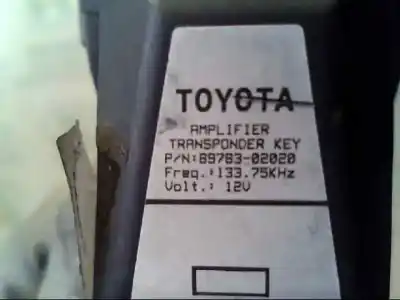 TOYOTA
AMPLIFIER
TRANSPONDER KEY
P/N:89783-02020
Freq.:133.75KHz
Volt.: 12V